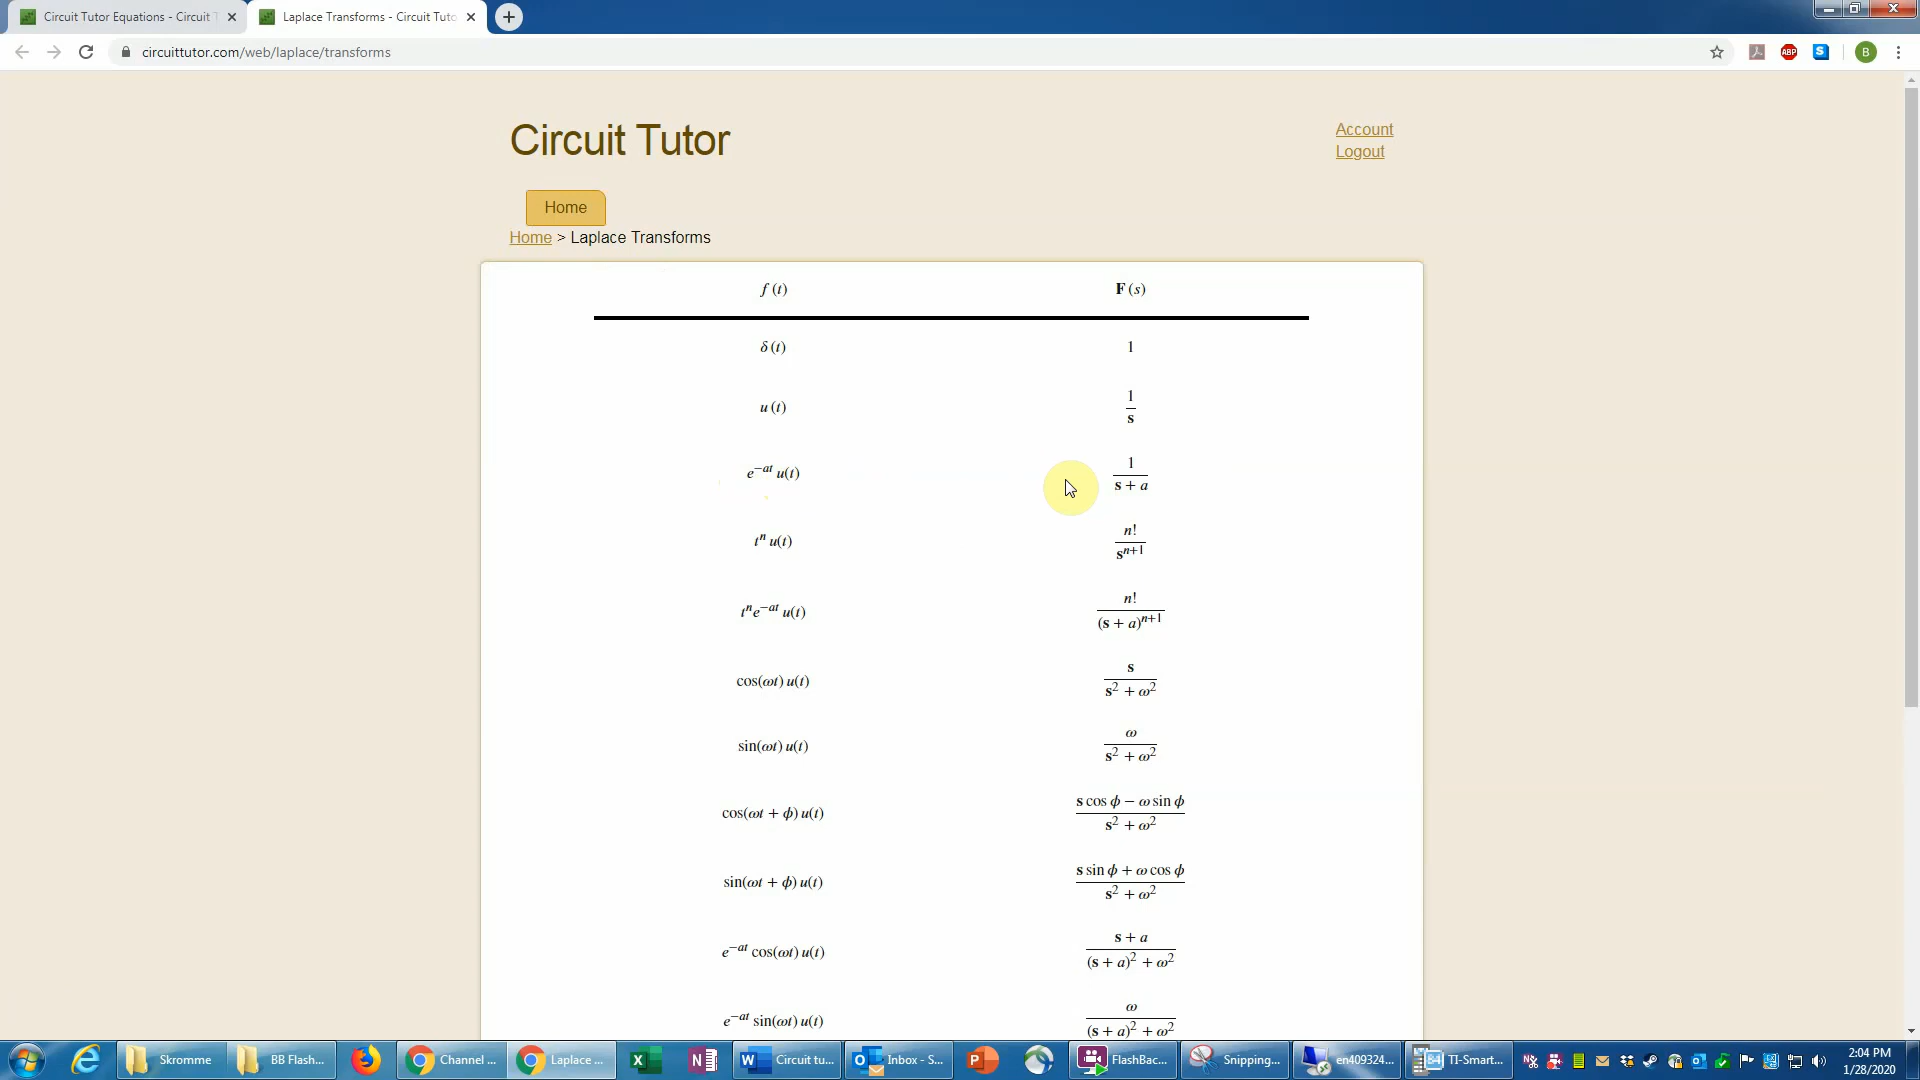 Circuit Tutor Equations - Circuit T
Laplace Transforms - Circuit Tuto
circuittutor.com/web/laplace/transforms
ABP
S
B
Circuit Tutor
Account
Logout
Home
Home > Laplace Transforms
f (t) F (s)
δ (t) 1
u (t) 1/s
e^{−at} u(t) 1/(s + a)
t^n u(t) n!/s^{n+1}
t^n e^{−at} u(t) n!/(s + a)^{n+1}
cos(ωt) u(t) s/(s^2 + ω^2)
sin(ωt) u(t) ω/(s^2 + ω^2)
cos(ωt + ϕ) u(t) (s cos ϕ − ω sin ϕ)/(s^2 + ω^2)
sin(ωt + ϕ) u(t) (s sin ϕ + ω cos ϕ)/(s^2 + ω^2)
e^{−at} cos(ωt) u(t) (s + a)/((s + a)^2 + ω^2)
e^{−at} sin(ωt) u(t) ω/((s + a)^2 + ω^2)
Skromme
BB Flash...
Channel ...
Laplace ...
Circuit tu...
Inbox - S...
FlashBac...
Snipping...
en409324...
TI-Smart...
2:04 PM
1/28/2020